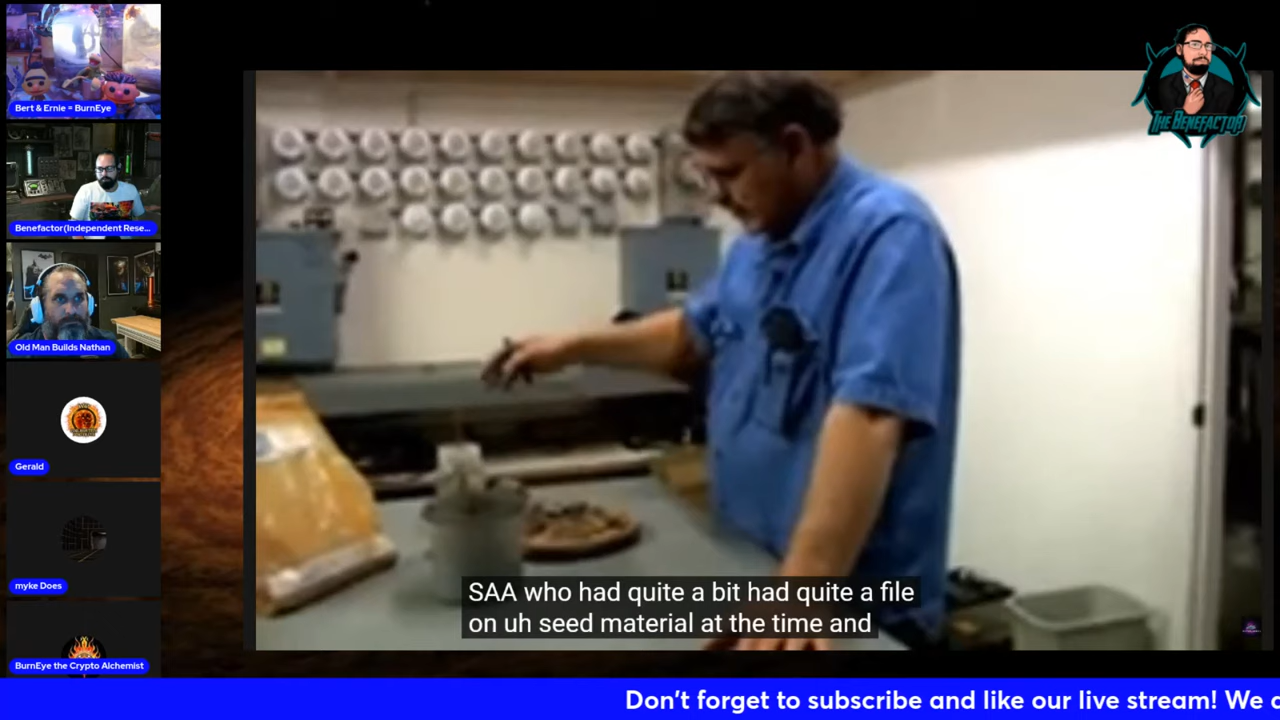 Bert & Ernie = BurnEye
Benefactor(Independent Rese...
Old Man Builds Nathan
Gerald
myke Does
BurnEye the Crypto Alchemist
THE BENEFACTOR
SAA who had quite a bit had quite a file
on uh seed material at the time and
Don't forget to subscribe and like our live stream! We